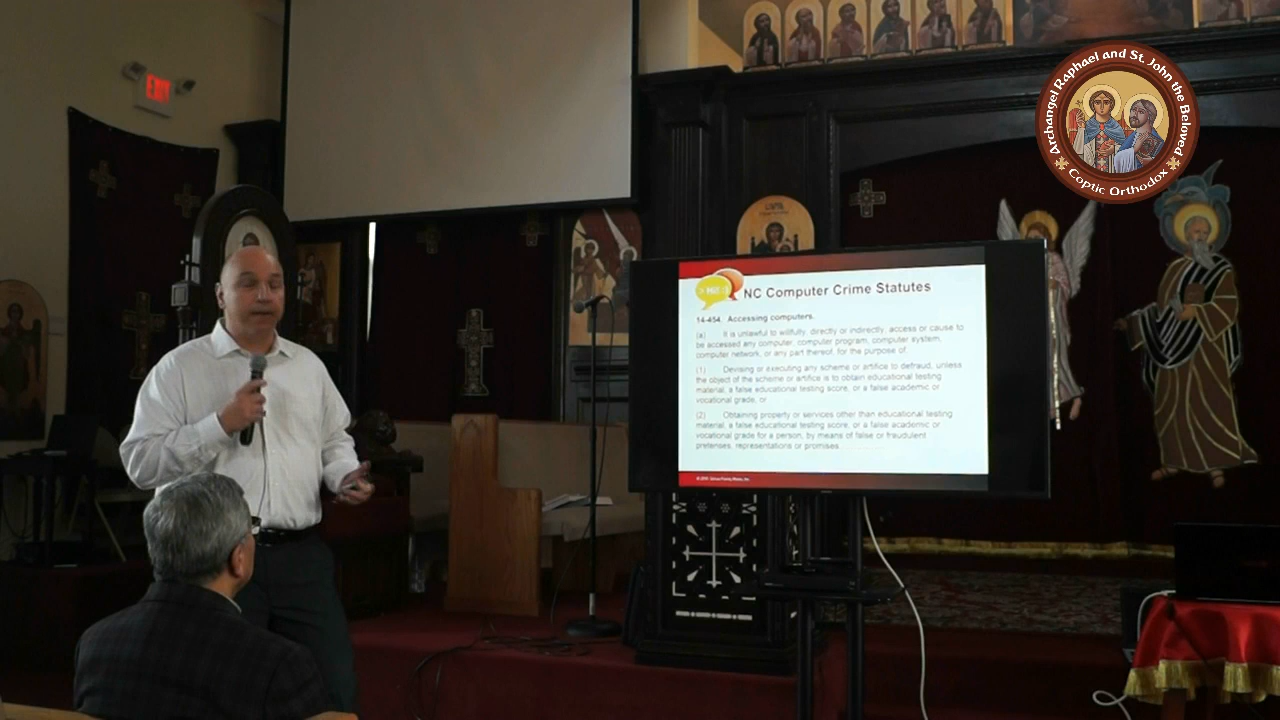 EXIT
Archangel Raphael and St. John the Beloved
Coptic Orthodox
NC Computer Crime Statutes
14-454. Accessing computers.
(a) It is unlawful to willfully, directly or indirectly, access or cause to
be accessed any computer, computer program, computer system,
computer network, or any part thereof, for the purpose of:
(1) Devising or executing any scheme or artifice to defraud, unless
the object of the scheme or artifice is to obtain educational testing
material, a false educational testing score, or a false academic or
vocational grade, or
(2) Obtaining property or services other than educational testing
material, a false educational testing score, or a false academic or
vocational grade for a person, by means of false or fraudulent
pretenses, representations or promises.